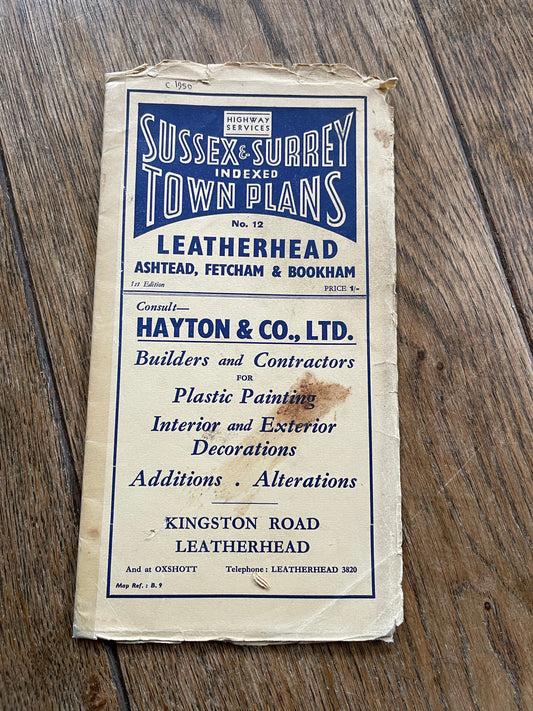 C 1950
HIGHWAY
SERVICES
SUSSEX & SURREY
INDEXED
TOWN PLANS
No. 12
LEATHERHEAD
ASHTEAD, FETCHAM & BOOKHAM
1st Edition PRICE 1/-
Consult—
HAYTON & CO., LTD.
Builders and Contractors
FOR
Plastic Painting
Interior and Exterior
Decorations
Additions . Alterations
KINGSTON ROAD
LEATHERHEAD
And at OXSHOTT Telephone : LEATHERHEAD 3820
Map Ref. : B. 9